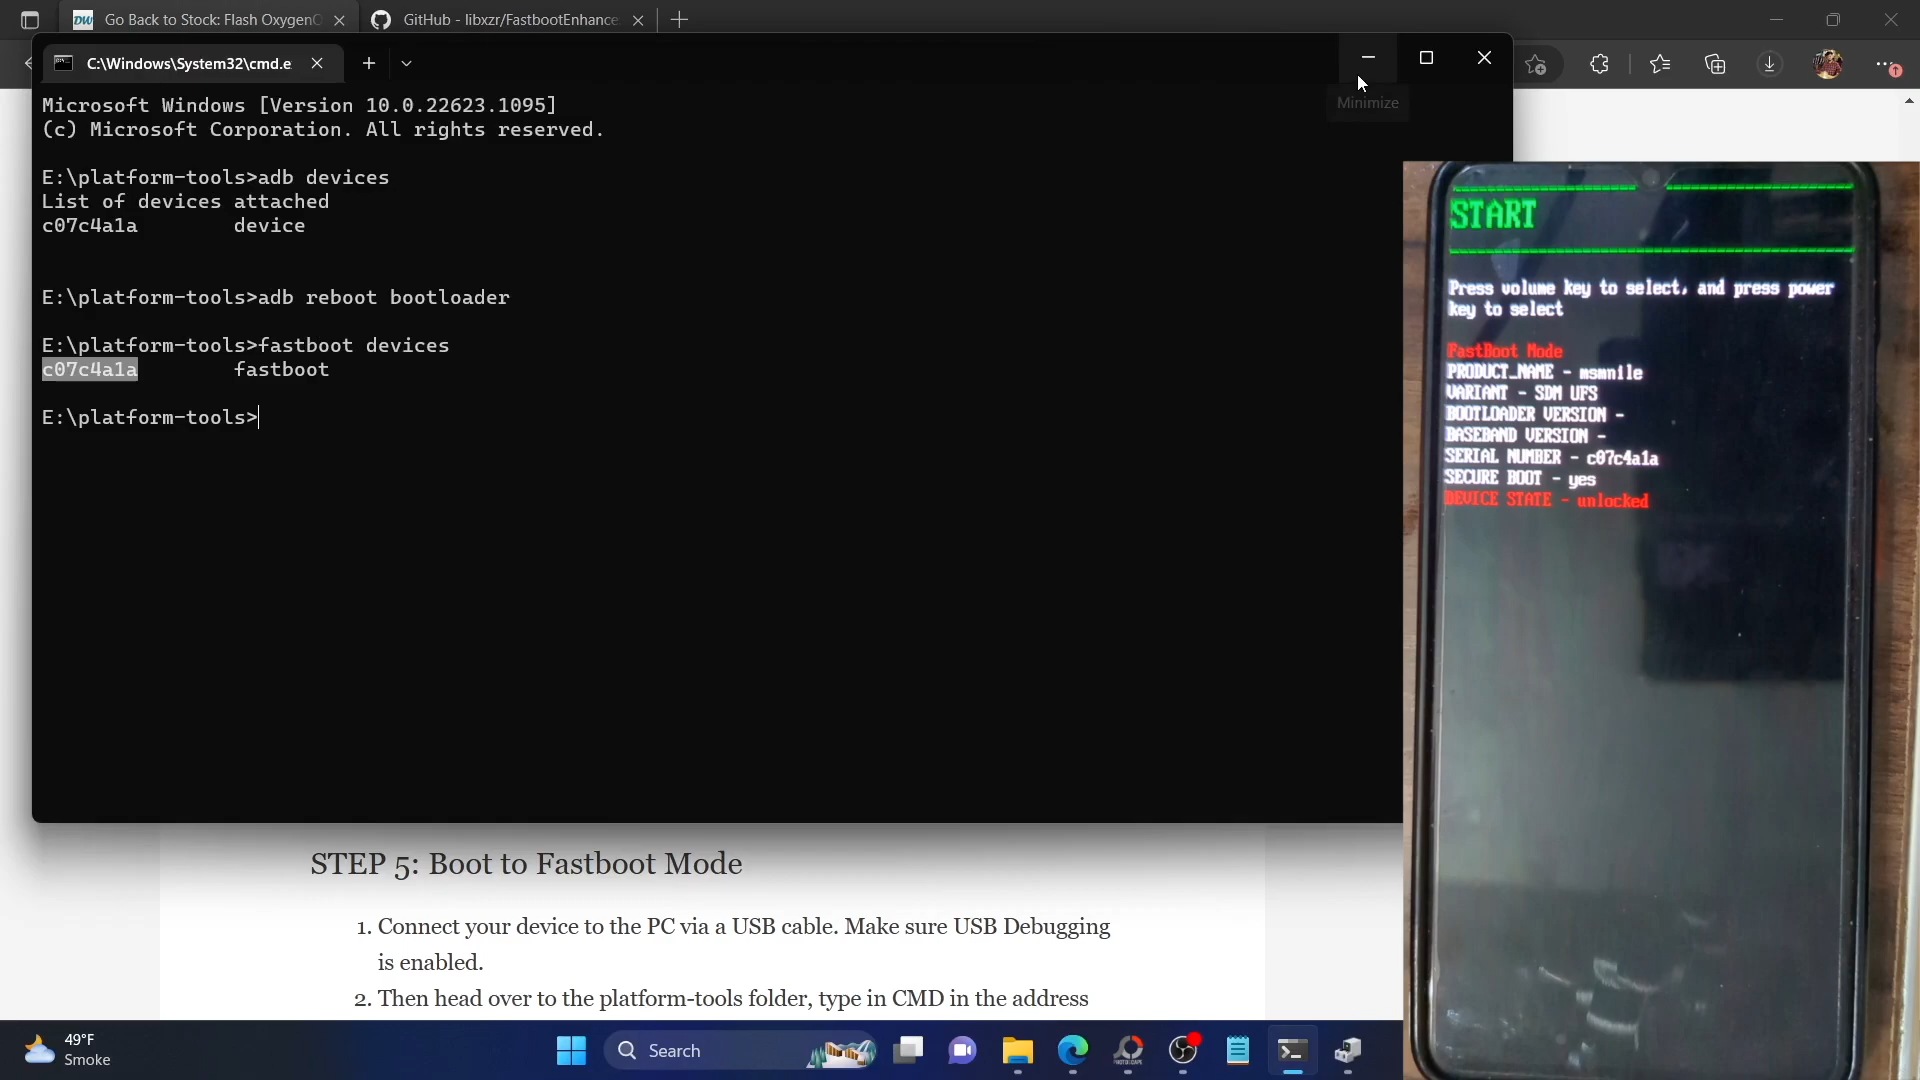 Go Back to Stock: Flash OxygenO
GitHub - libxzr/FastbootEnhance
C:\Windows\System32\cmd.e
Minimize
Microsoft Windows [Version 10.0.22623.1095]
(c) Microsoft Corporation. All rights reserved.
E:\platform-tools>adb devices
List of devices attached
c07c4a1a        device
E:\platform-tools>adb reboot bootloader
E:\platform-tools>fastboot devices
c07c4a1a        fastboot
E:\platform-tools>
START
Press volume key to select, and press power
key to select
FastBoot Mode
PRODUCT_NAME - msmnile
VARIANT - SDM UFS
BOOTLOADER VERSION -
BASEBAND VERSION -
SERIAL NUMBER - c07c4a1a
SECURE BOOT - yes
DEVICE STATE - unlocked
STEP 5: Boot to Fastboot Mode
1. Connect your device to the PC via a USB cable. Make sure USB Debugging
is enabled.
2. Then head over to the platform-tools folder, type in CMD in the address
49°F
Smoke
Search